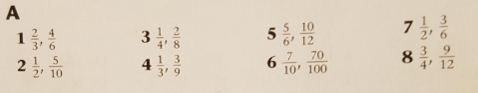 A
1 2/3, 4/6
2 1/2, 5/10
3 1/4, 2/8
4 1/3, 3/9
5 5/6, 10/12
6 7/10, 70/100
7 1/2, 3/6
8 3/4, 9/12